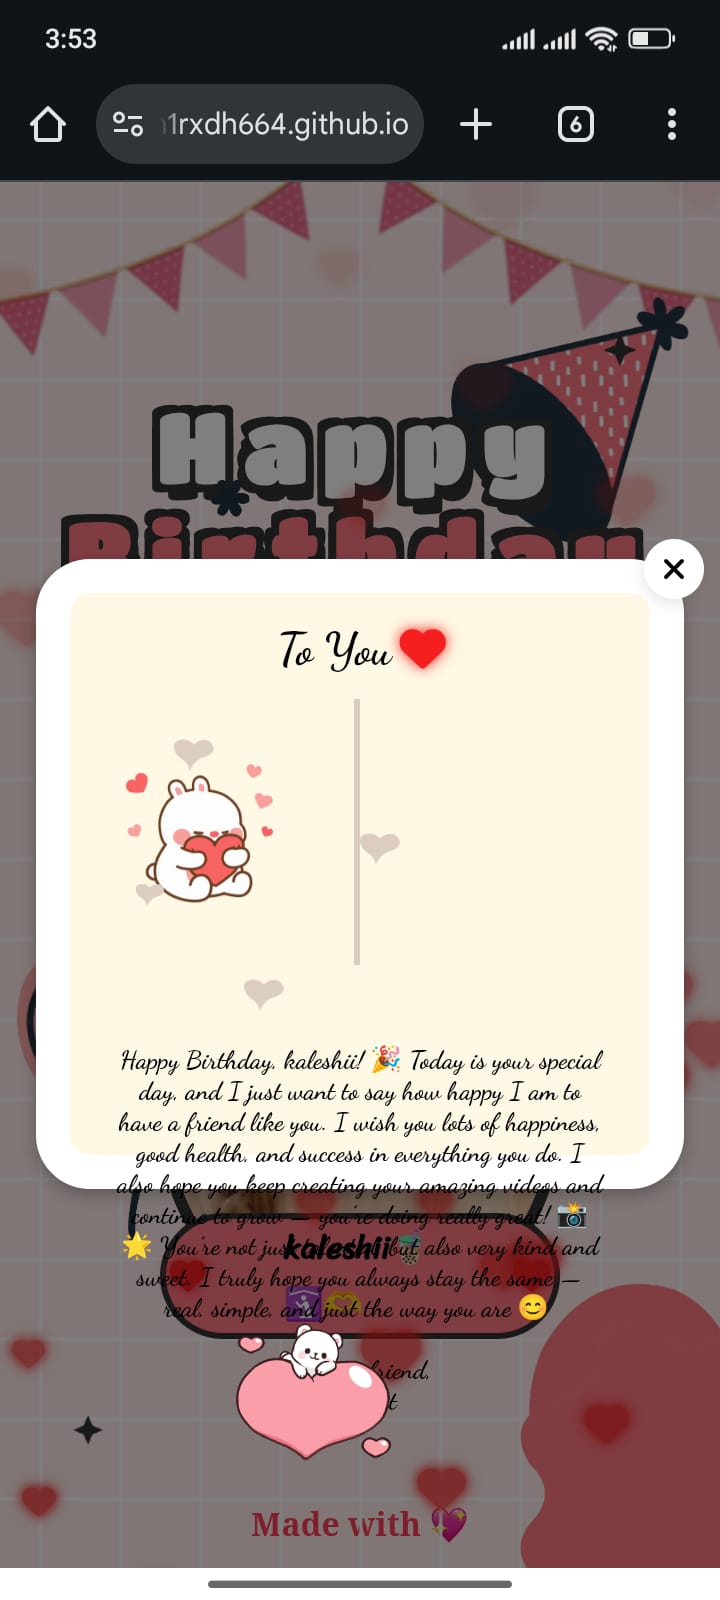 3:53
6
1rxdh664.github.io
Happy
Birthday
To You❤️
Happy Birthday, kaleshii! 🎉 Today is your special
day, and I just want to say how happy I am to
have a friend like you. I wish you lots of happiness,
good health, and success in everything you do. I
also hope you keep creating your amazing videos and
continue to grow — you're doing really great! 📸
🌟 You're not just but also very kind and
kaleshii🧋
sweet. I truly hope you always stay the same —
real, simple, and just the way you are 😊
friend,
Made with 💖